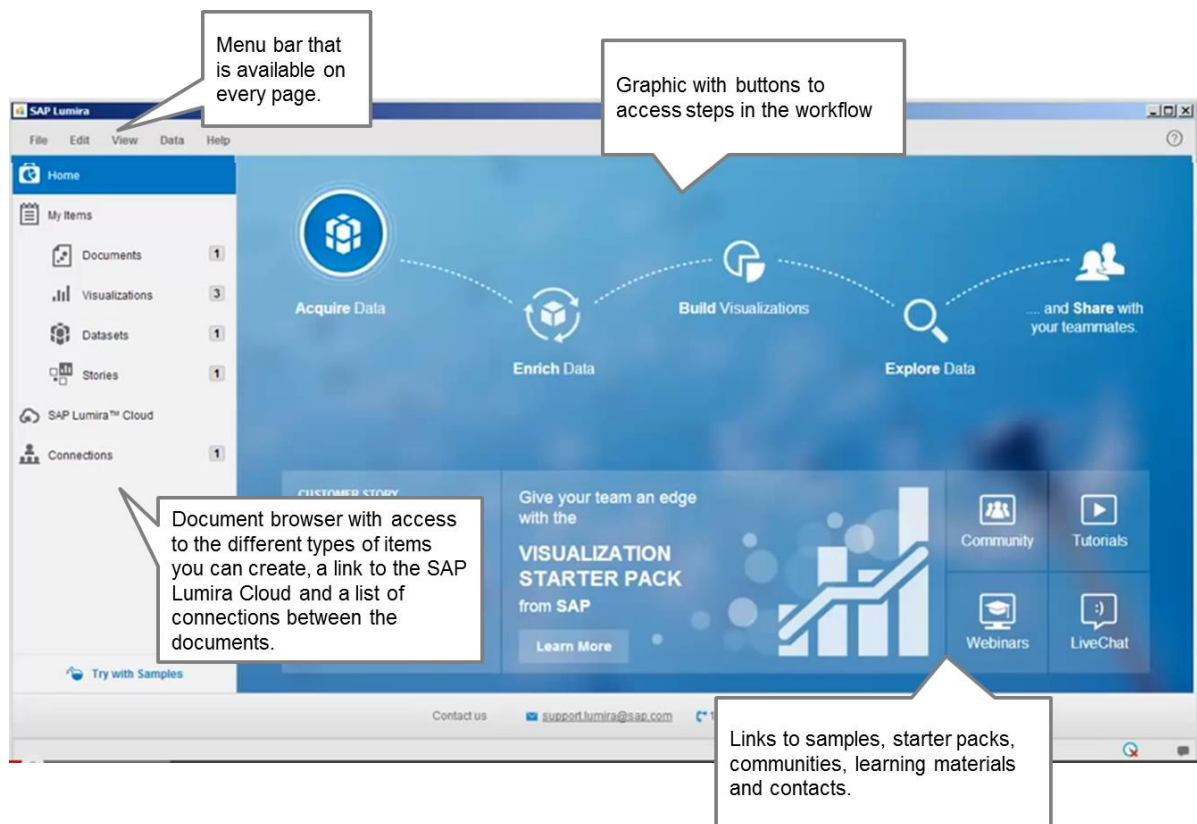 Menu bar that
is available on
every page.
Graphic with buttons to
access steps in the workflow
SAP Lumira
File Edit View Data Help
?
Home
My Items
Documents 1
Visualizations 3
Datasets 1
Stories 1
SAP Lumira™ Cloud
Connections 1
Acquire Data
Enrich Data
Build Visualizations
Explore Data
.... and Share with
your teammates.
Document browser with access
to the different types of items
you can create, a link to the SAP
Lumira Cloud and a list of
connections between the
documents.
CUSTOMER STORY
Give your team an edge
with the
VISUALIZATION
STARTER PACK
from SAP
Learn More
Community
Tutorials
Webinars
LiveChat
Try with Samples
Contact us support.lumira@sap.com
Links to samples, starter packs,
communities, learning materials
and contacts.